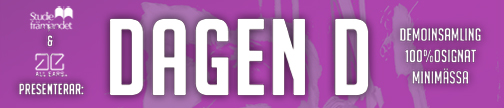 Studie
främjandet
&
ALL EARS
PRESENTERAR:
DAGEN D
DEMOINSAMLING
100%OSIGNAT
MINIMÄSSA